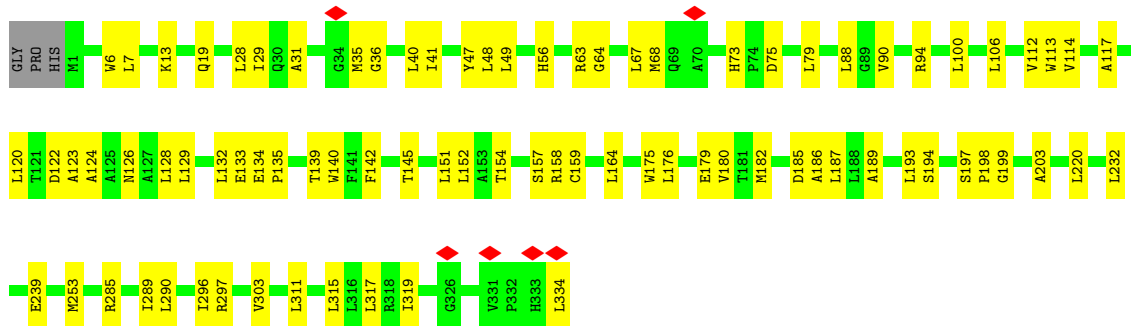 GLY PRO HIS M1 W6 L7 K13 Q19 L28 I29 Q30 A31 G34 M35 G36 L40 I41 Y47 L48 L49 H56 R63 G64 L67 M68 Q69 A70 H73 P74 D75 L79 L88 G89 V90 R94 L100 L106 V112 W113 V114 A117
L120 T121 D122 A123 A124 A125 N126 A127 L128 L129 L132 E133 E134 P135 T139 W140 F141 F142 T145 L151 L152 A153 T154 S157 R158 C159 L164 W175 L176 E179 V180 T181 M182 D185 A186 L187 L188 A189 L193 S194 S197 P198 G199 A203 L220 L232
E239 M253 R285 I289 L290 I296 R297 V303 L311 L315 L316 L317 R318 I319 G326 V331 P332 H333 L334